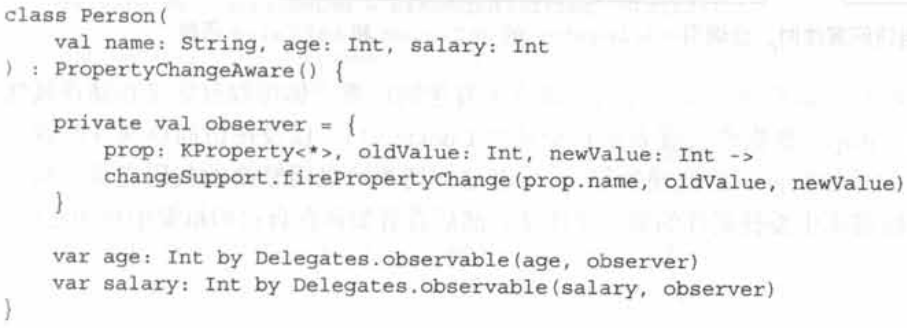 class Person(
    val name: String, age: Int, salary: Int
) : PropertyChangeAware() {
    private val observer = {
        prop: KProperty<*>, oldValue: Int, newValue: Int ->
        changeSupport.firePropertyChange(prop.name, oldValue, newValue)
    }
    var age: Int by Delegates.observable(age, observer)
    var salary: Int by Delegates.observable(salary, observer)
}